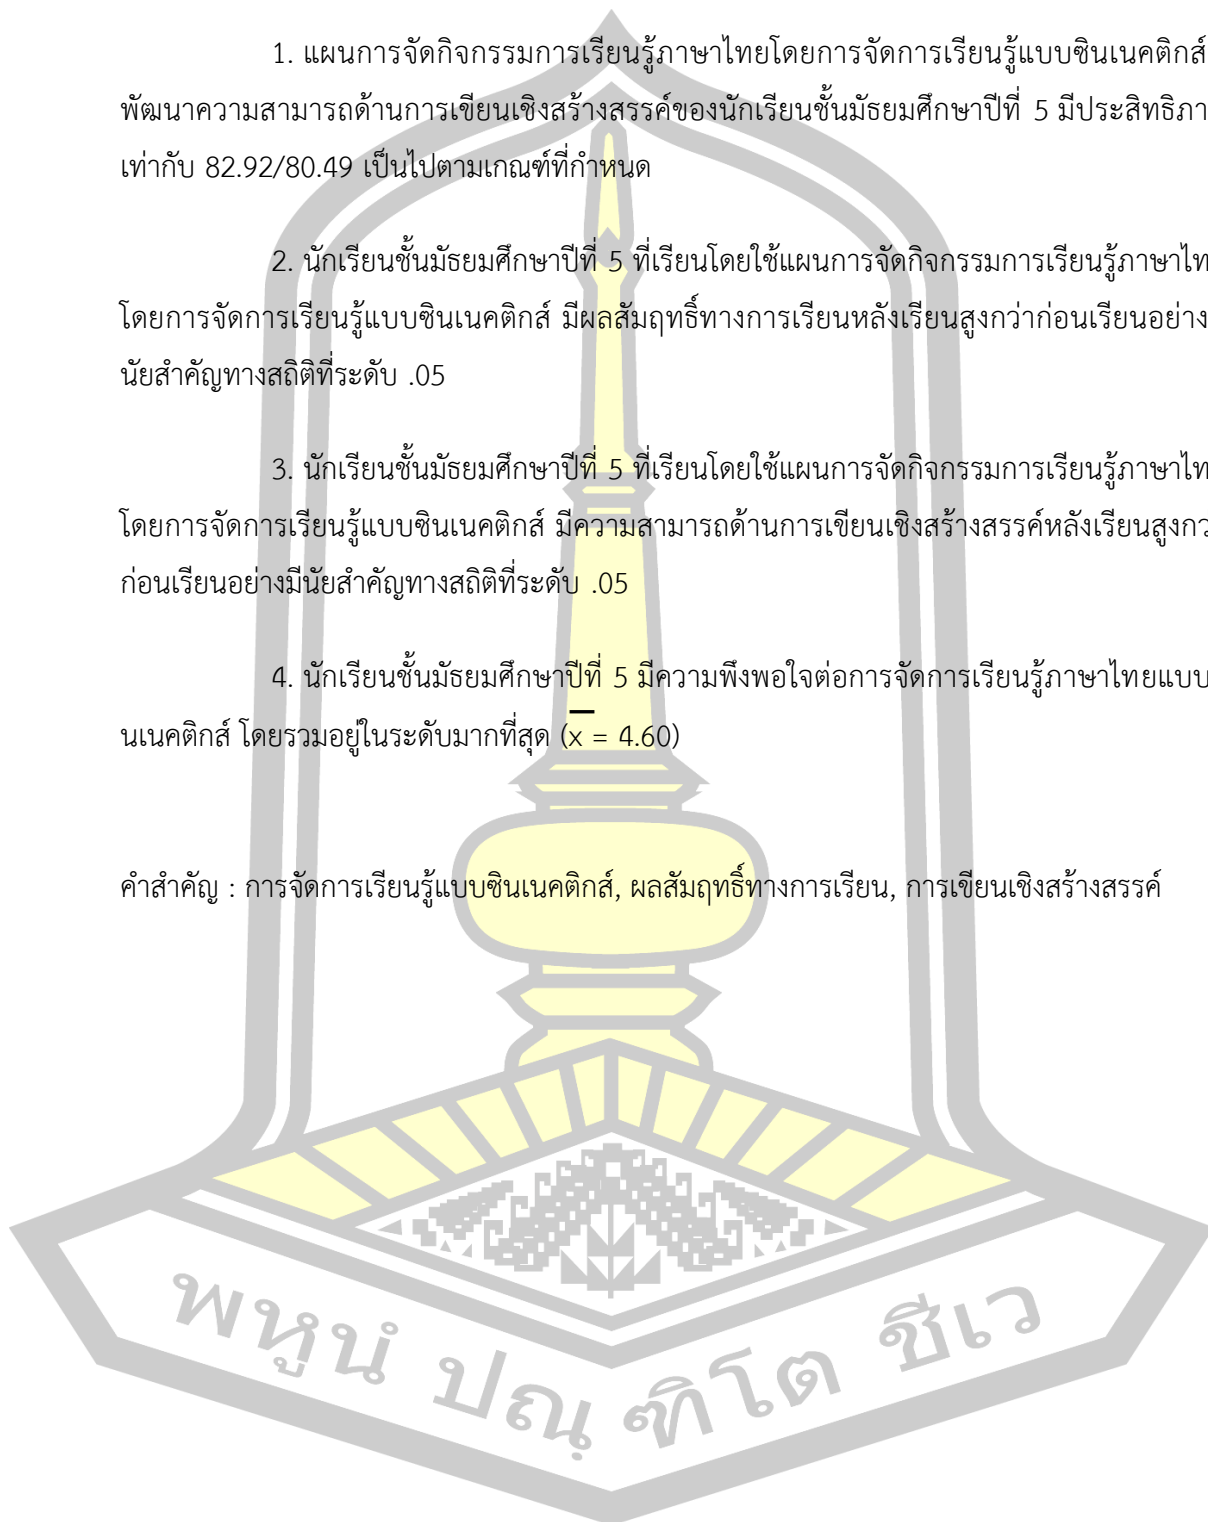 1. แผนการจัดกิจกรรมการเรียนรู้ภาษาไทยโดยการจัดการเรียนรู้แบบซินเนคติกส์
พัฒนาความสามารถด้านการเขียนเชิงสร้างสรรค์ของนักเรียนชั้นมัธยมศึกษาปีที่ 5 มีประสิทธิภา
เท่ากับ 82.92/80.49 เป็นไปตามเกณฑ์ที่กำหนด
2. นักเรียนชั้นมัธยมศึกษาปีที่ 5 ที่เรียนโดยใช้แผนการจัดกิจกรรมการเรียนรู้ภาษาไท
โดยการจัดการเรียนรู้แบบซินเนคติกส์ มีผลสัมฤทธิ์ทางการเรียนหลังเรียนสูงกว่าก่อนเรียนอย่าง
นัยสำคัญทางสถิติที่ระดับ .05
3. นักเรียนชั้นมัธยมศึกษาปีที่ 5 ที่เรียนโดยใช้แผนการจัดกิจกรรมการเรียนรู้ภาษาไท
โดยการจัดการเรียนรู้แบบซินเนคติกส์ มีความสามารถด้านการเขียนเชิงสร้างสรรค์หลังเรียนสูงกว
ก่อนเรียนอย่างมีนัยสำคัญทางสถิติที่ระดับ .05
4. นักเรียนชั้นมัธยมศึกษาปีที่ 5 มีความพึงพอใจต่อการจัดการเรียนรู้ภาษาไทยแบบ
นเนคติกส์ โดยรวมอยู่ในระดับมากที่สุด (x̅ = 4.60)
คำสำคัญ : การจัดการเรียนรู้แบบซินเนคติกส์, ผลสัมฤทธิ์ทางการเรียน, การเขียนเชิงสร้างสรรค์
พหูนํ ปณฺ ฑิโต ชีเว